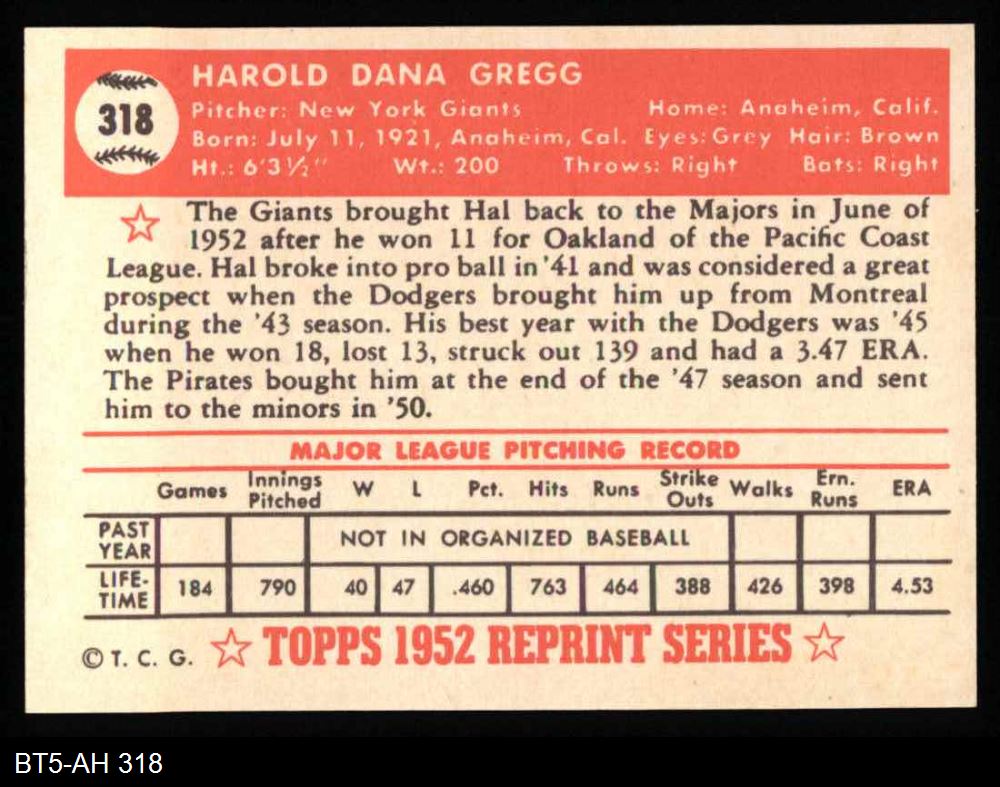 318
HAROLD DANA GREGG
Pitcher: New York Giants Home: Anaheim, Calif.
Born: July 11, 1921, Anaheim, Cal. Eyes: Grey Hair: Brown
Ht.: 6'3½" Wt.: 200 Throws: Right Bats: Right
The Giants brought Hal back to the Majors in June of
1952 after he won 11 for Oakland of the Pacific Coast
League. Hal broke into pro ball in '41 and was considered a great
prospect when the Dodgers brought him up from Montreal
during the '43 season. His best year with the Dodgers was '45
when he won 18, lost 13, struck out 139 and had a 3.47 ERA.
The Pirates bought him at the end of the '47 season and sent
him to the minors in '50.
MAJOR LEAGUE PITCHING RECORD
Games Innings Pitched W L Pct. Hits Runs Strike Outs Walks Ern. Runs ERA
PAST YEAR NOT IN ORGANIZED BASEBALL
LIFE-TIME 184 790 40 47 .460 763 464 388 426 398 4.53
© T. C. G. ☆ TOPPS 1952 REPRINT SERIES ☆
BT5-AH 318